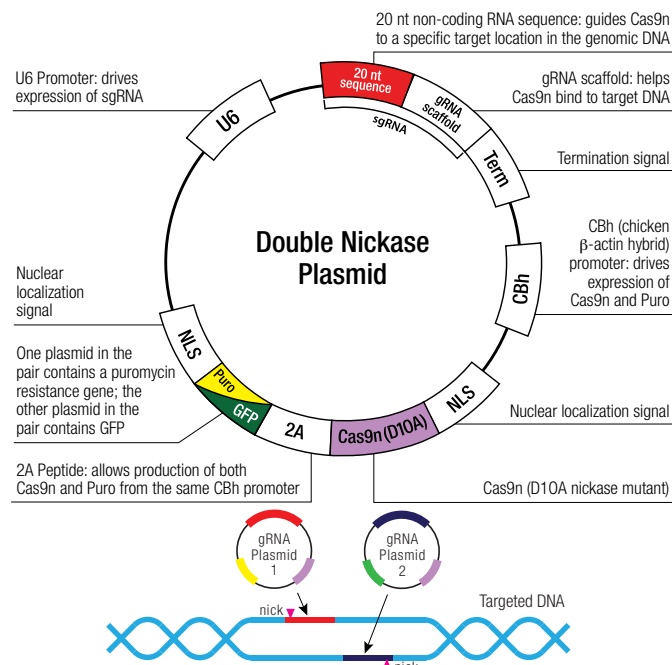 20 nt non-coding RNA sequence: guides Cas9n
to a specific target location in the genomic DNA
U6 Promoter: drives
expression of sgRNA
20 nt
sequence
gRNA
scaffold
sgRNA
gRNA scaffold: helps
Cas9n bind to target DNA
U6
Term
Termination signal
Double Nickase
Plasmid
CBh (chicken
β-actin hybrid)
promoter: drives
expression of
Cas9n and Puro
CBh
Nuclear
localization
signal
NLS
One plasmid in the
pair contains a puromycin
resistance gene; the
other plasmid in the
pair contains GFP
Puro
GFP
2A
Cas9n (D10A)
NLS
Nuclear localization signal
2A Peptide: allows production of both
Cas9n and Puro from the same CBh promoter
Cas9n (D10A nickase mutant)
gRNA
Plasmid
1
gRNA
Plasmid
2
nick
Targeted DNA
nick